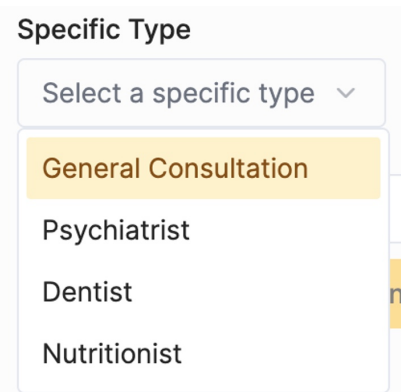 Specific Type
Select a specific type
General Consultation
Psychiatrist
Dentist
Nutritionist